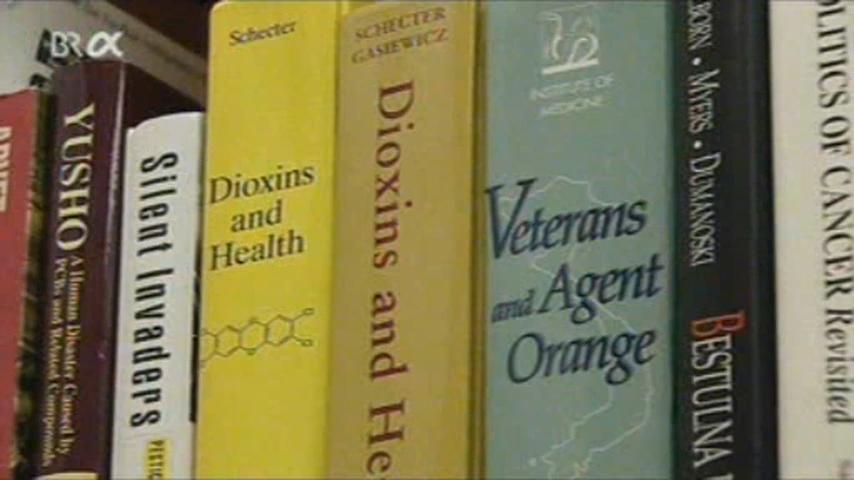 BRα
YUSHO
A Human Disaster Caused by
PCBs and Related Compounds
Silent Invaders
Schecter
Dioxins
and
Health
SCHECTER
GASIEWICZ
Dioxins and He
INSTITUTE OF
MEDICINE
Veterans
and Agent
Orange
BORN • MYERS • DUMANOSKI
BESTULNA
OLITICS OF CANCER Revisited